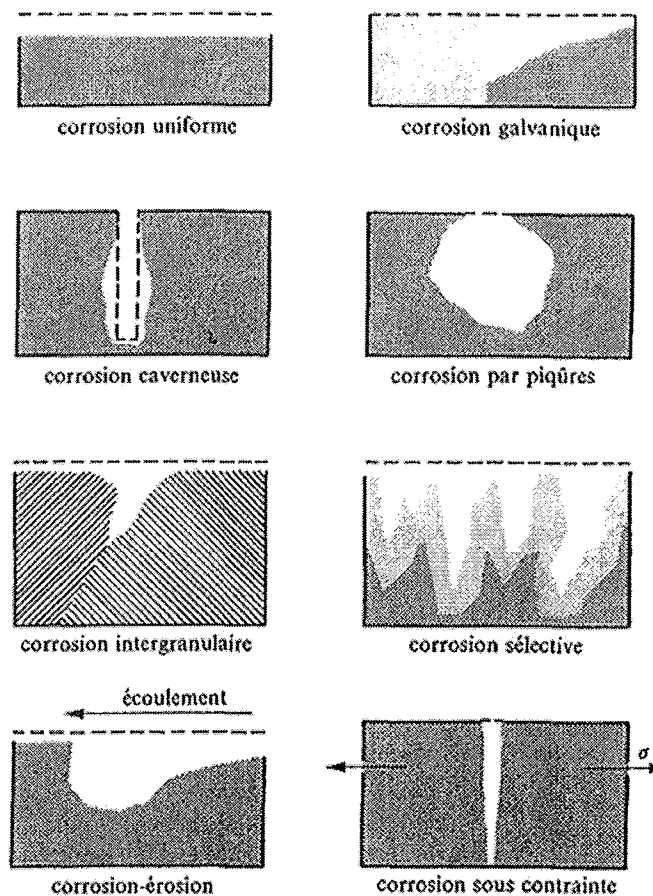 corrosion uniforme
corrosion galvanique
corrosion caverneuse
corrosion par piqûres
corrosion intergranulaire
corrosion sélective
écoulement
σ
corrosion-érosion
corrosion sous contrainte